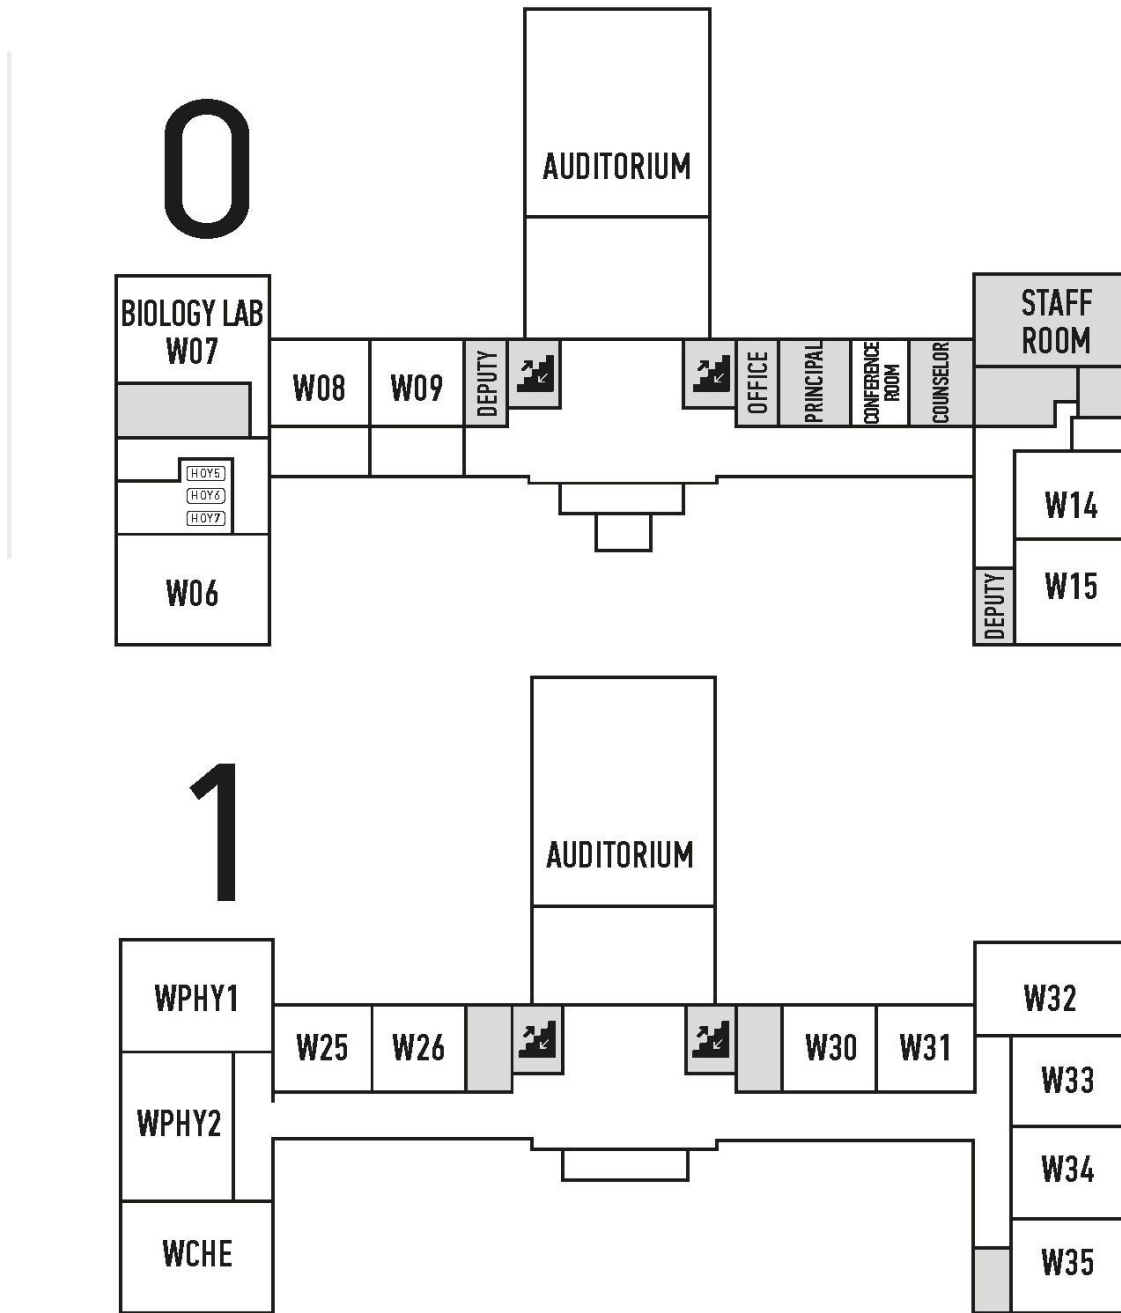 0
AUDITORIUM
BIOLOGY LAB
W07
STAFF
ROOM
W08
W09
DEPUTY
OFFICE
PRINCIPAL
CONFERENCE
ROOM
COUNSELOR
HOY5
HOY6
HOY7
W14
W06
W15
DEPUTY
1
AUDITORIUM
WPHY1
W32
W25
W26
W30
W31
W33
WPHY2
W34
WCHE
W35